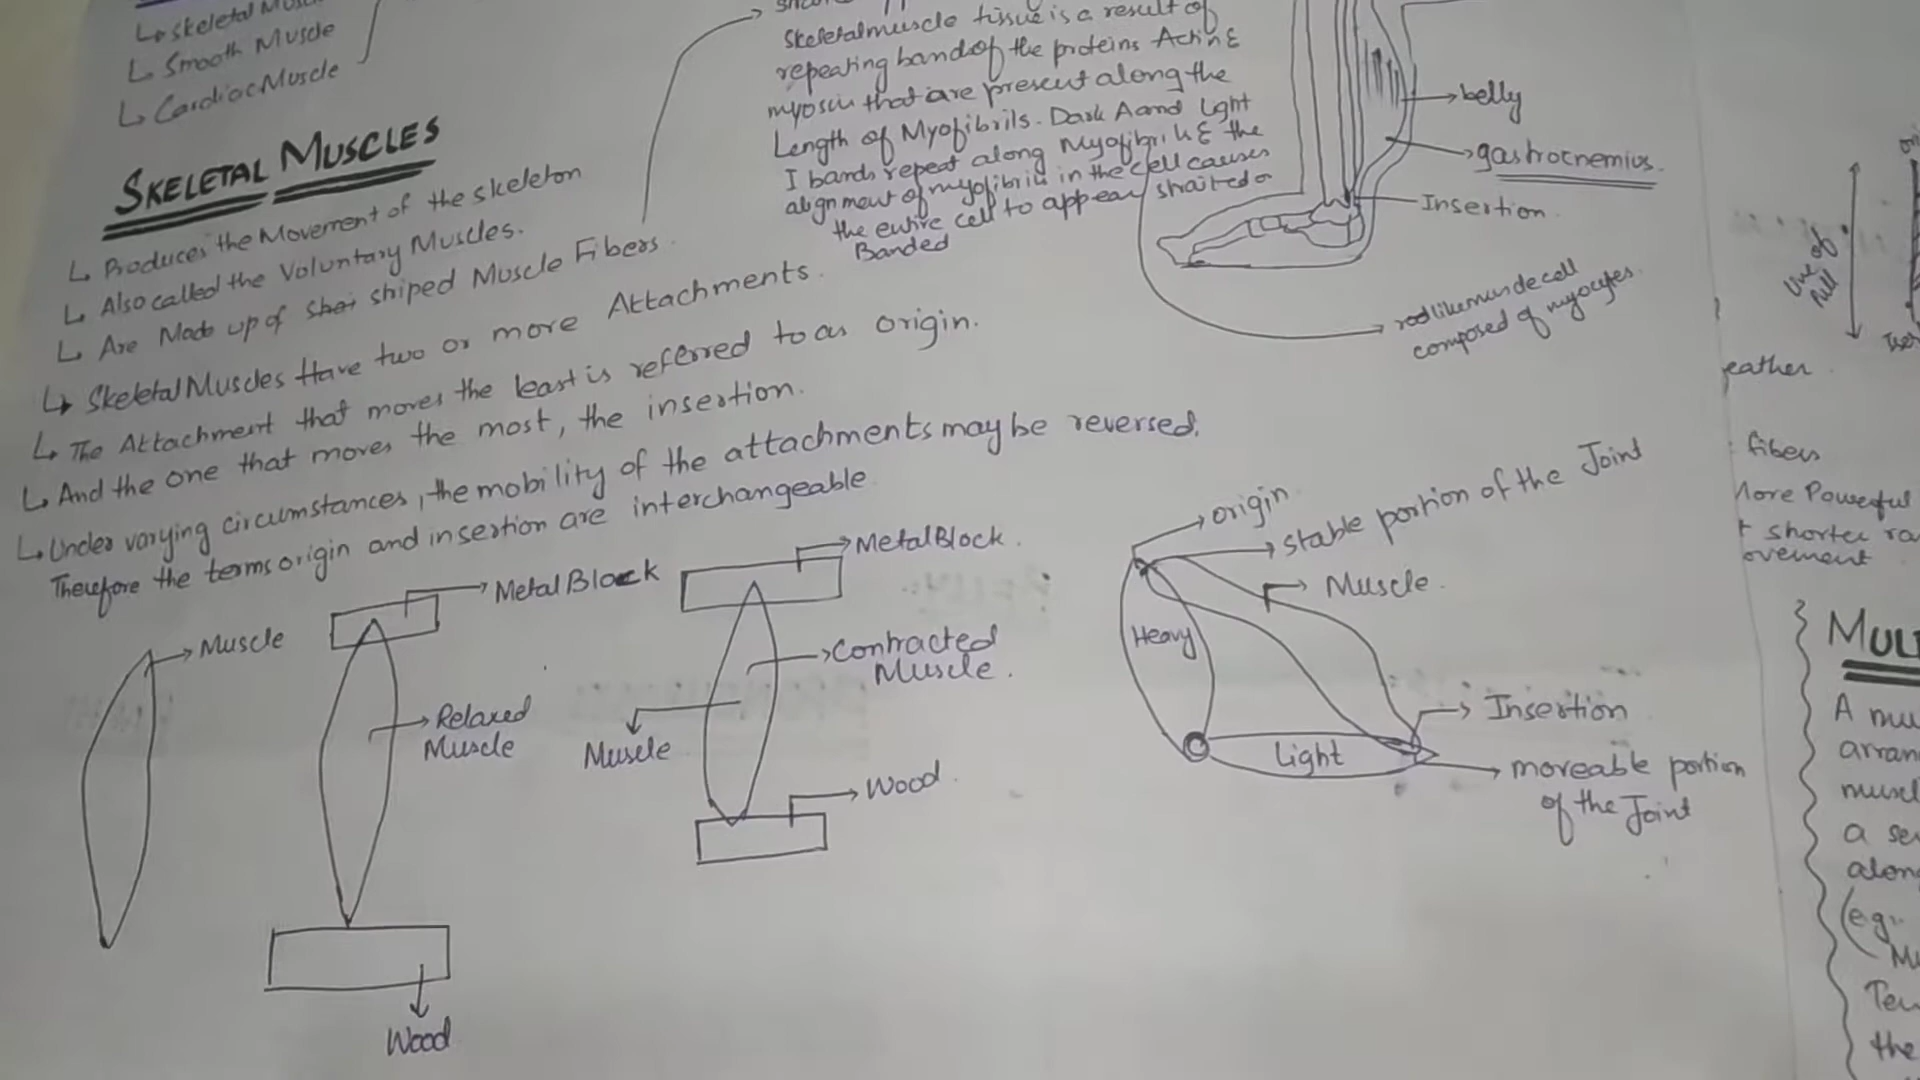 ↳ Skeletal
↳ Smooth Muscle
↳ Cardiac Muscle
SKELETAL MUSCLES
↳ Produces the Movement of the skeleton
↳ Also called the Voluntary Muscles.
↳ Are Made up of shiped Muscle Fibers.
↳ Skeletal Muscles Have two or more Attachments.
↳ The Attachment that moves the least is referred to as origin.
↳ And the one that moves the most, the insertion.
↳ Under varying circumstances, the mobility of the attachments may be reversed.
Therefore the terms origin and insertion are interchangeable
Skeletal muscle tissue is a result of
repeating band of the proteins Actin &
myosin that are present along the
Length of Myofibrils. Dark A and Light
I bands repeat along Myofibrils & the
alignment of myofibrils in the cell causes
the entire cell to appear straited or
Banded
belly
gastrocnemius.
Insertion
rod like muscle cell
composed of myocytes.
Muscle
Metal Block
Relaxed
Muscle
Wood
Metal Block.
Contracted
Muscle.
Muscle
Wood.
origin
stable portion of the Joint
Muscle.
Heavy
Light
Insertion
moveable portion
of the Joint
line of
Pull
eather
fibers
More Powerful
shorter
ovement
A
a
along
(eg:
the